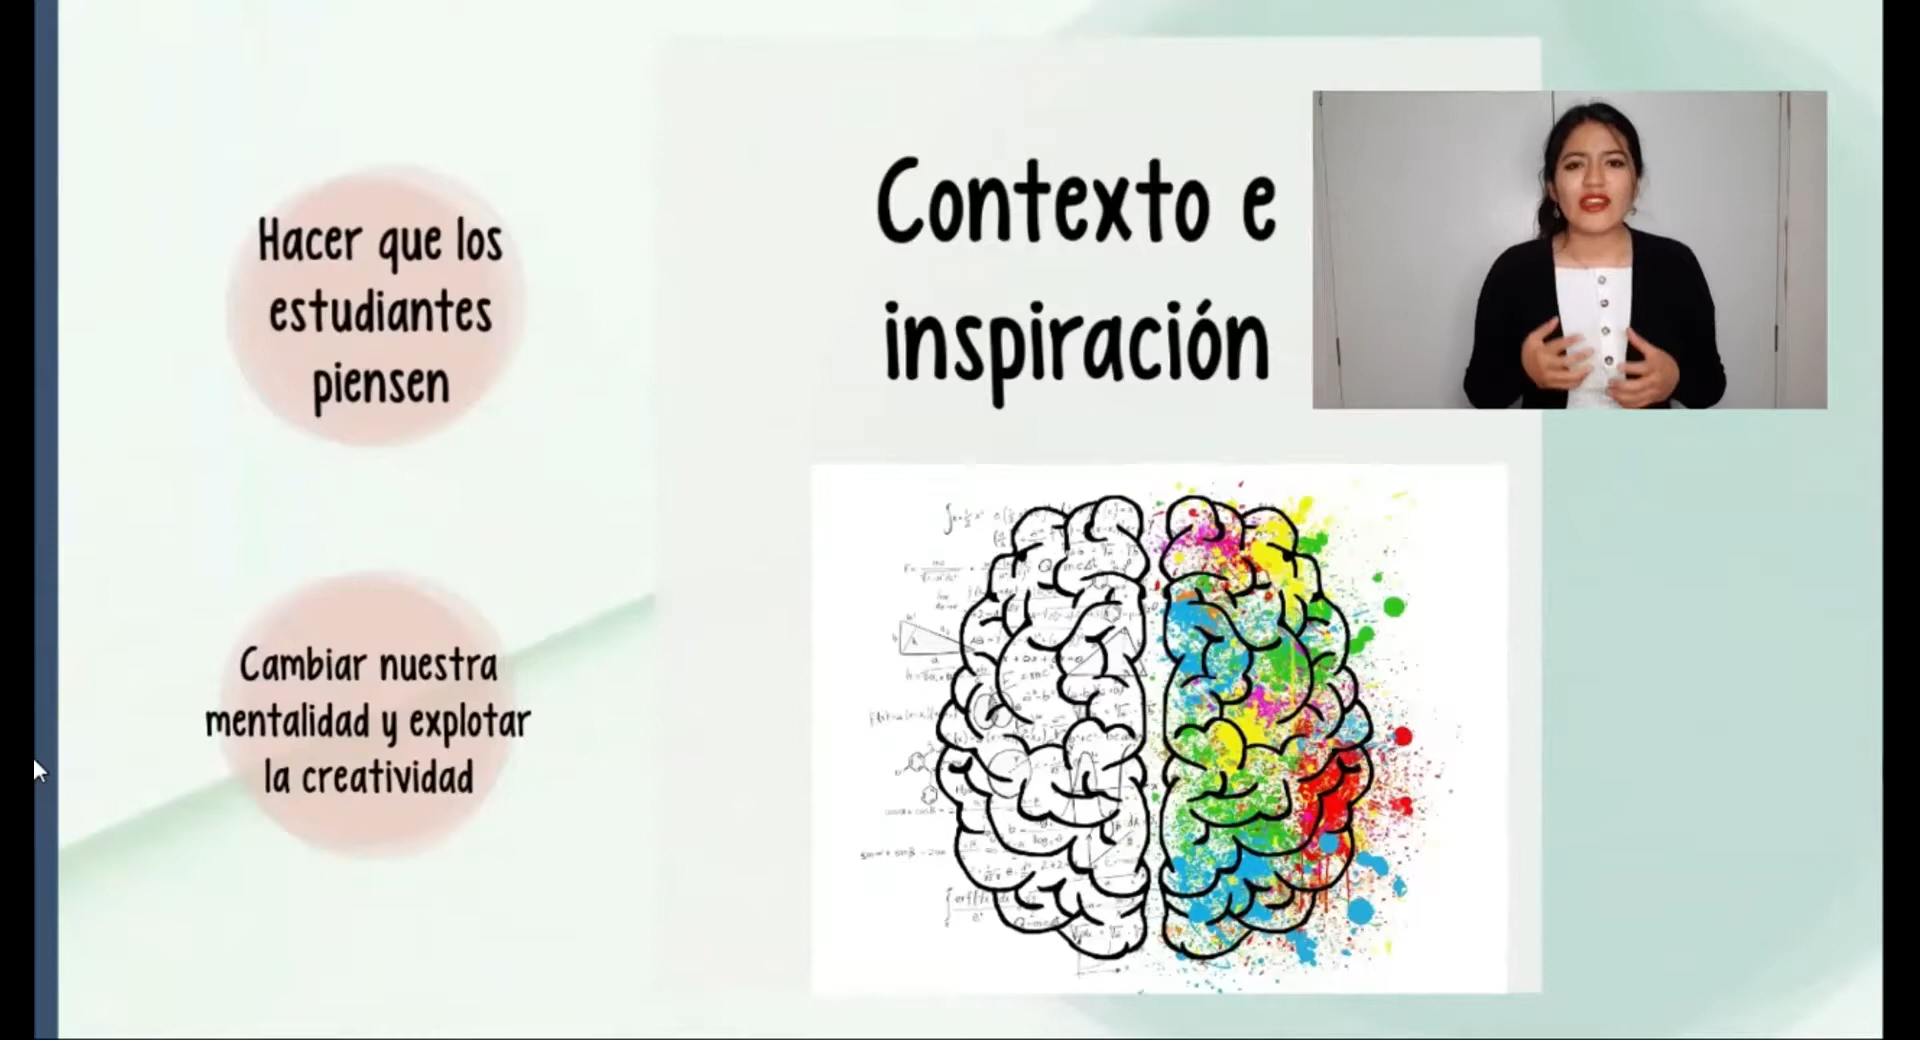 Contexto e
inspiración
Hacer que los
estudiantes
piensen
Cambiar nuestra
mentalidad y explotar
la creatividad